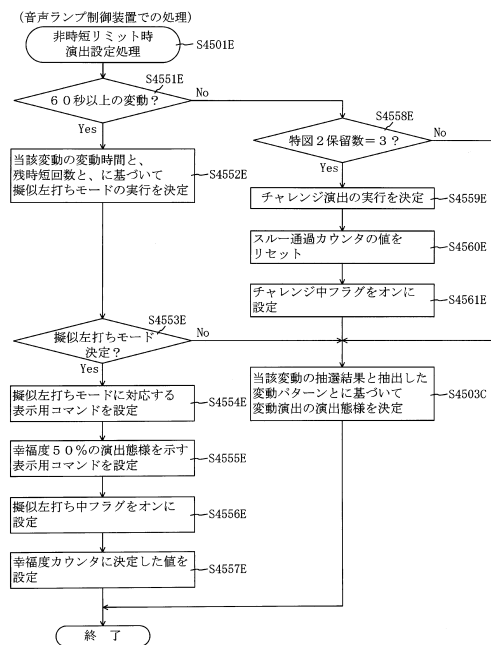 （音声ランプ制御装置での処理）
非時短リミット時
演出設定処理
S4501E
60秒以上の変動？
S4551E
Yes
No
当該変動の変動時間と、
残時短回数と、に基づいて
擬似左打ちモードの実行を決定
S4552E
擬似左打ちモード
決定？
S4553E
Yes
No
擬似左打ちモードに対応する
表示用コマンドを設定
S4554E
幸福度50％の演出態様を示す
表示用コマンドを設定
S4555E
擬似左打ち中フラグをオンに
設定
S4556E
幸福度カウンタに決定した値を
設定
S4557E
特図2保留数＝3？
S4558E
Yes
No
チャレンジ演出の実行を決定
S4559E
スルー通過カウンタの値を
リセット
S4560E
チャレンジ中フラグをオンに
設定
S4561E
当該変動の抽選結果と抽出した
変動パターンとに基づいて
変動演出の演出態様を決定
S4503C
終 了